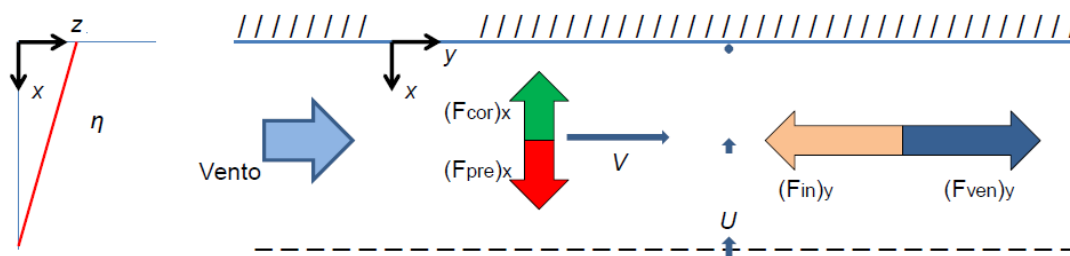 z
x
η
y
x
Vento
(Fcor)x
(Fpre)x
V
U
(Fin)y
(Fven)y